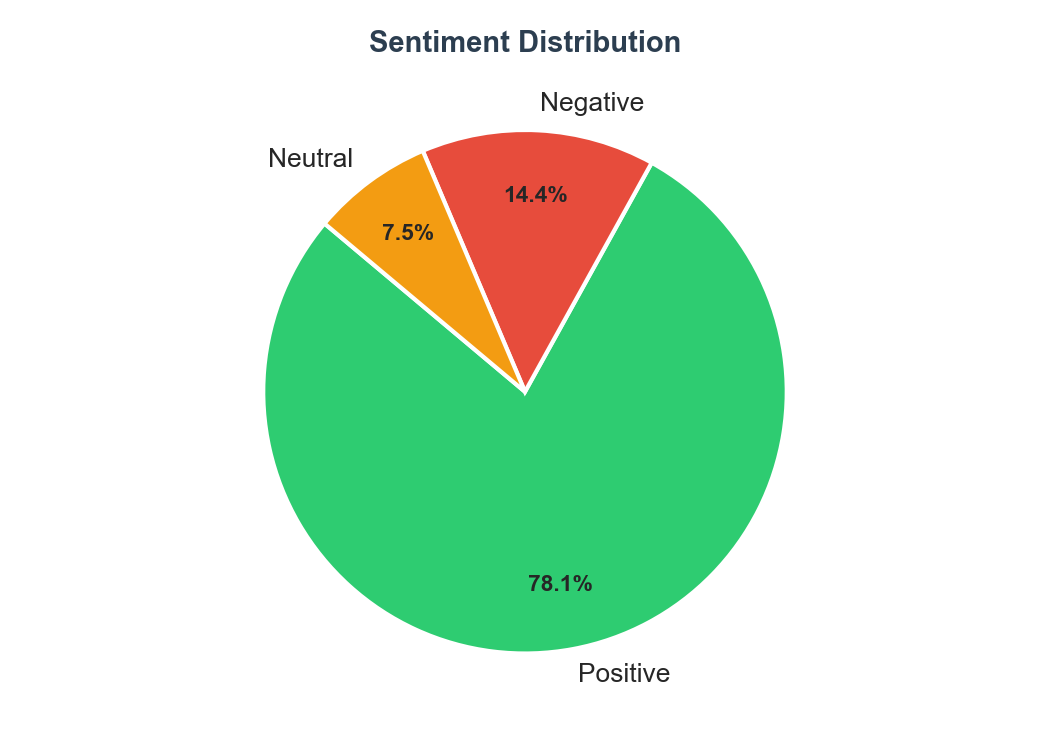 Sentiment Distribution
Negative
Neutral
14.4%
7.5%
78.1%
Positive